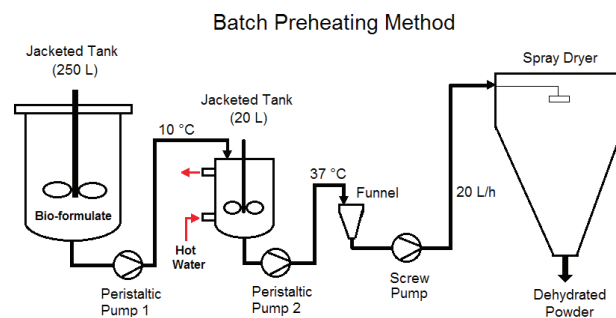 Batch Preheating Method
Jacketed Tank
(250 L)
Spray Dryer
Jacketed Tank
(20 L)
10 °C
37 °C
Funnel
20 L/h
Bio-formulate
Hot
Water
Peristaltic
Pump 1
Peristaltic
Pump 2
Screw
Pump
Dehydrated
Powder